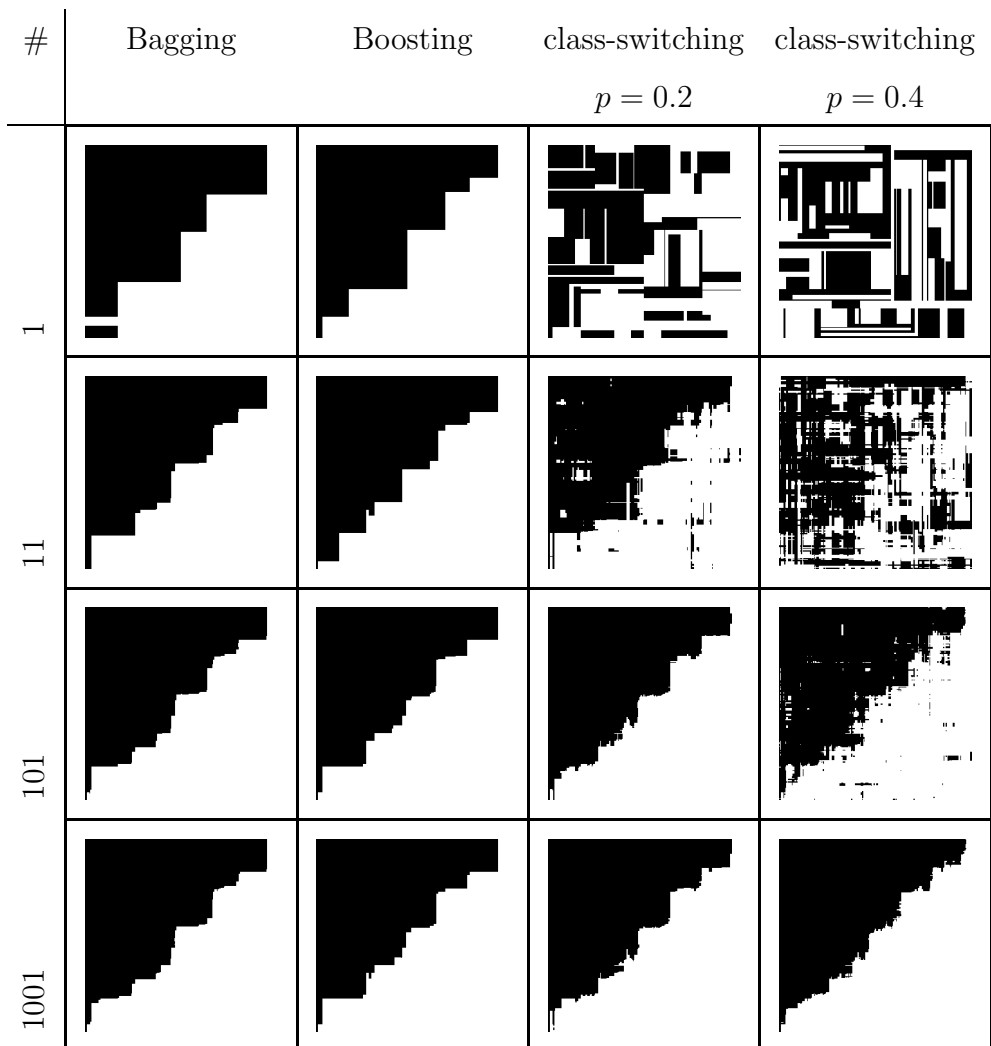 # Bagging Boosting class-switching class-switching
p = 0.2 p = 0.4
1
11
101
1001